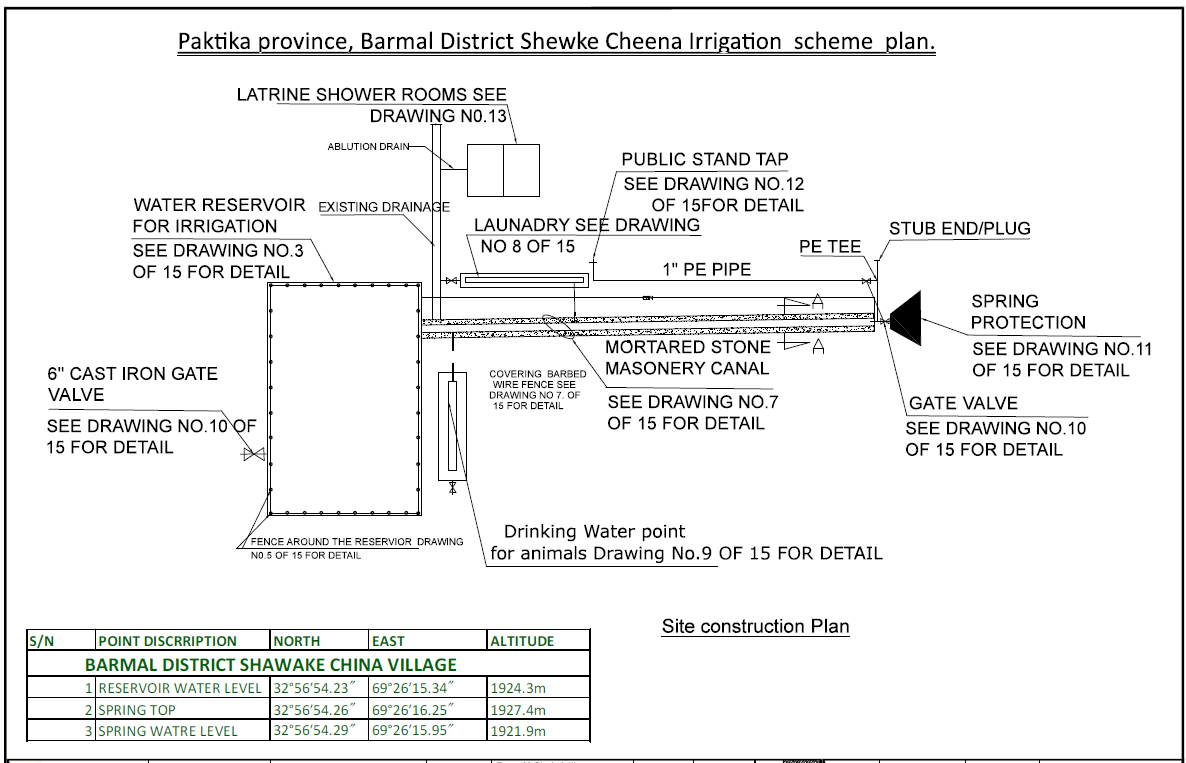 Paktika province, Barmal District Shewke Cheena Irrigation scheme plan.
LATRINE SHOWER ROOMS SEE
DRAWING N0.13
ABLUTION DRAIN
PUBLIC STAND TAP
SEE DRAWING NO.12
OF 15FOR DETAIL
WATER RESERVOIR
FOR IRRIGATION
SEE DRAWING NO.3
OF 15 FOR DETAIL
EXISTING DRAINAGE
LAUNADRY SEE DRAWING
NO 8 OF 15
STUB END/PLUG
PE TEE
1" PE PIPE
A
A
SPRING
PROTECTION
SEE DRAWING NO.11
OF 15 FOR DETAIL
MORTARED STONE
MASONERY CANAL
SEE DRAWING NO.7
OF 15 FOR DETAIL
COVERING BARBED
WIRE FENCE SEE
DRAWING NO 7. OF
15 FOR DETAIL
6" CAST IRON GATE
VALVE
SEE DRAWING NO.10 OF
15 FOR DETAIL
GATE VALVE
SEE DRAWING NO.10
OF 15 FOR DETAIL
FENCE AROUND THE RESERVIOR DRAWING
N0.5 OF 15 FOR DETAIL
Drinking Water point
for animals Drawing No.9 OF 15 FOR DETAIL
Site construction Plan
S/N POINT DISCRRIPTION NORTH EAST ALTITUDE
BARMAL DISTRICT SHAWAKE CHINA VILLAGE
1 RESERVOIR WATER LEVEL 32°56′54.23″ 69°26′15.34″ 1924.3m
2 SPRING TOP 32°56′54.26″ 69°26′16.25″ 1927.4m
3 SPRING WATRE LEVEL 32°56′54.29″ 69°26′15.95″ 1921.9m